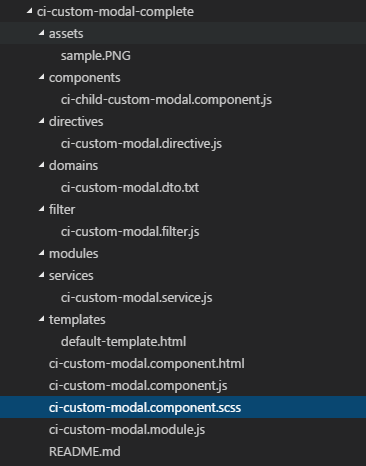 ci-custom-modal-complete
assets
sample.PNG
components
ci-child-custom-modal.component.js
directives
ci-custom-modal.directive.js
domains
ci-custom-modal.dto.txt
filter
ci-custom-modal.filter.js
modules
services
ci-custom-modal.service.js
templates
default-template.html
ci-custom-modal.component.html
ci-custom-modal.component.js
ci-custom-modal.component.scss
ci-custom-modal.module.js
README.md